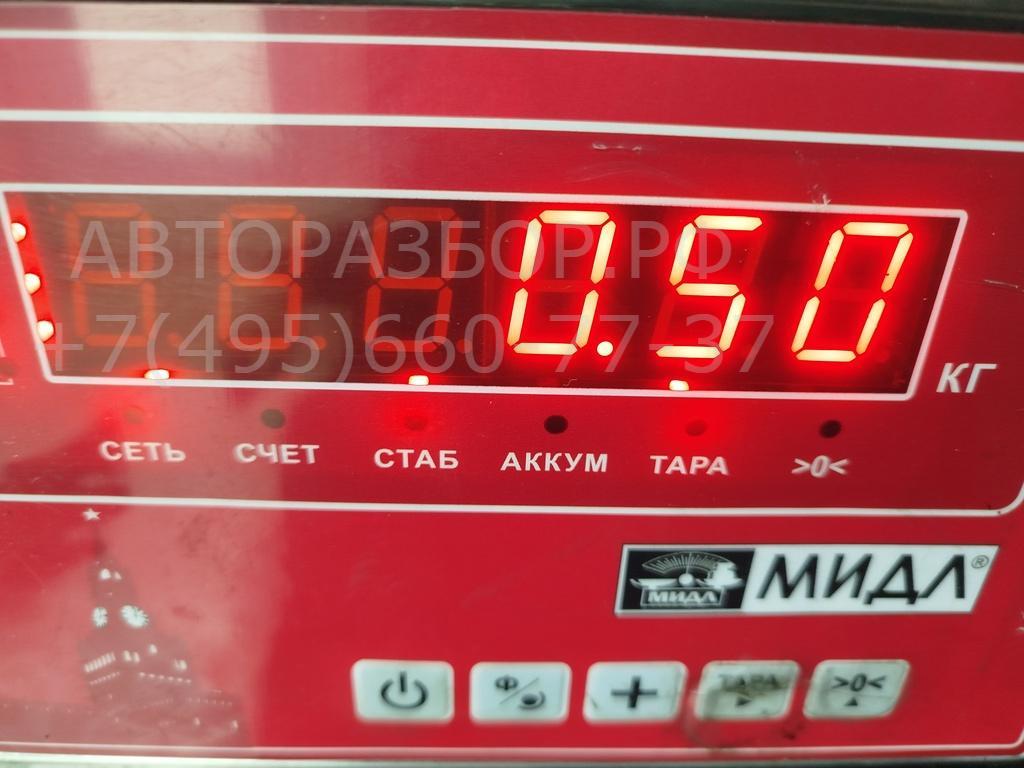 АВТОРАЗБОР.РФ
0.50
+7(495)660-77-37
КГ
СЕТЬ СЧЕТ СТАБ АККУМ ТАРА >0<
МИДЛ МИДЛ®
Ф + ТАРА >0<